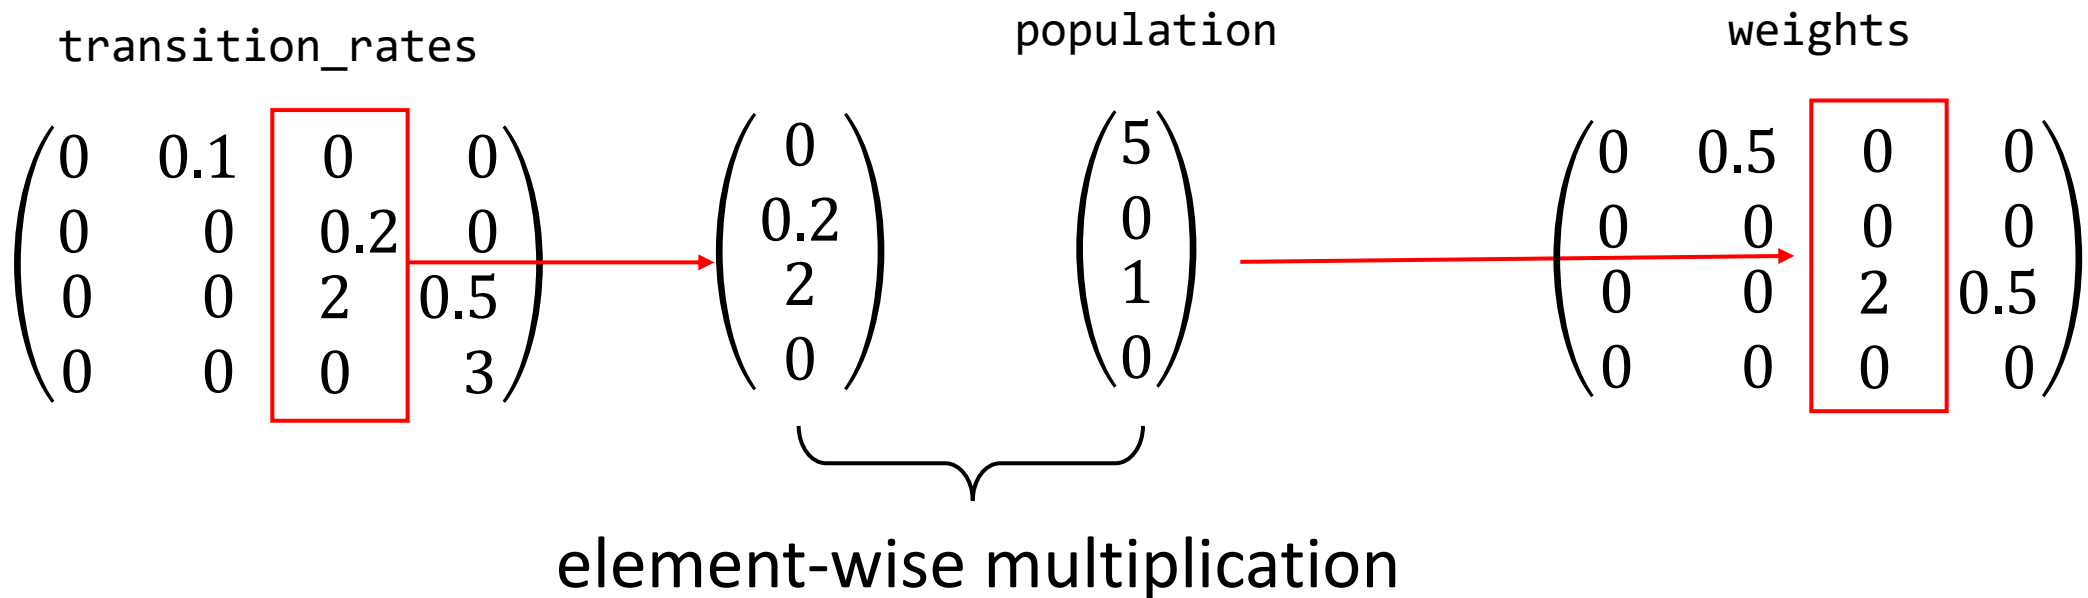 transition_rates population weights
0 0.1 0 0 0 5 0 0.5 0 0
0 0 0.2 0 0.2 0 0 0 0 0
0 0 2 0.5 2 1 0 0 2 0.5
0 0 0 3 0 0 0 0 0 0
element-wise multiplication